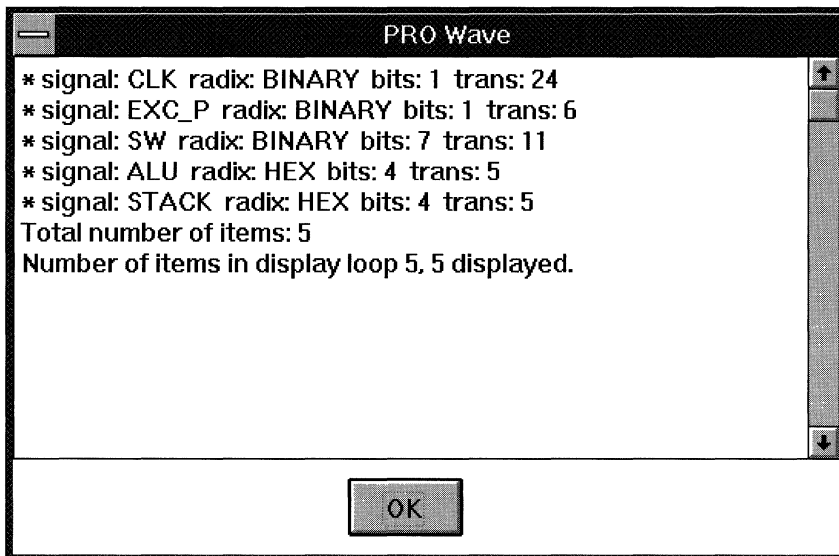 PRO Wave
* signal: CLK radix: BINARY bits: 1 trans: 24
* signal: EXC_P radix: BINARY bits: 1 trans: 6
* signal: SW radix: BINARY bits: 7 trans: 11
* signal: ALU radix: HEX bits: 4 trans: 5
* signal: STACK radix: HEX bits: 4 trans: 5
Total number of items: 5
Number of items in display loop 5, 5 displayed.
OK